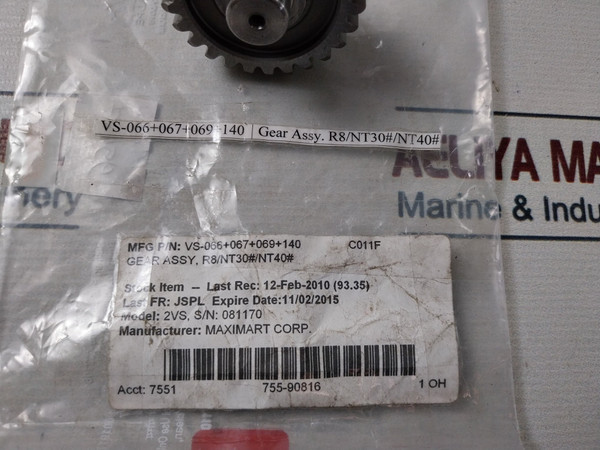 VS-066+067+069+140 Gear Assy. R8/NT30#/NT40#
AELIYA MA
Marine & Indu
MFG P/N: VS-066+067+069+140 C011F
GEAR ASSY, R8/NT30#/NT40#
Stock Item -- Last Rec: 12-Feb-2010 (93.35)
Last FR: JSPL Expire Date:11/02/2015
Model: 2VS, S/N: 081170
Manufacturer: MAXIMART CORP.
Acct: 7551 755-90816 1 OH